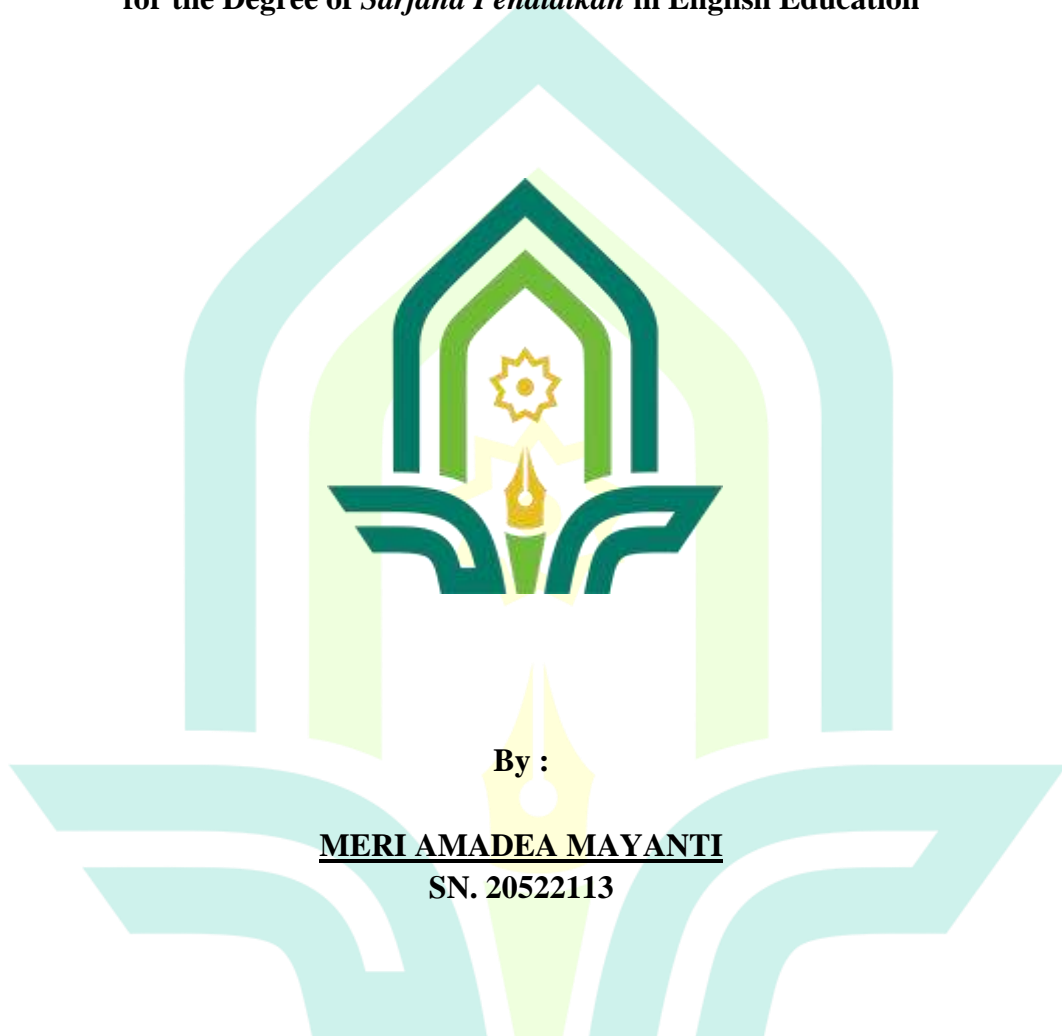 for the Degree of Sarjana Pendidikan in English Education
By :
MERI AMADEA MAYANTI
SN. 20522113